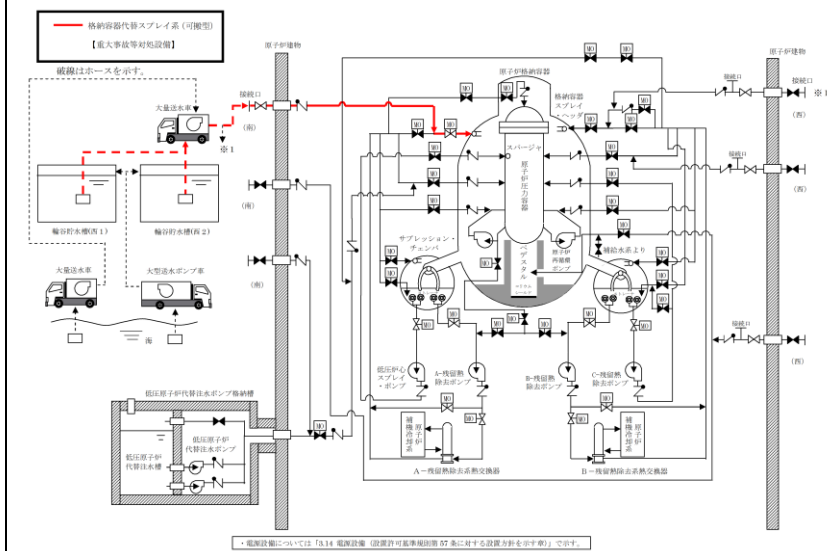 格納容器代替スプレイ系（可搬型）
【重大事故等対処設備】
破線はホースを示す。
大量送水車
原子炉建物
接続口
(南)
※1
輪谷貯水槽(西1)
輪谷貯水槽(西2)
(南)
(南)
大量送水車
大型送水ポンプ車
海
MO
原子炉格納容器
格納容器
スプレイ
・ヘッダ
スパージャ
原子炉圧力容器
サプレッション・
チェンバ
ペデスタル
原子炉
再循環
ポンプ
補給水系より
原子炉建物
接続口
※1
(西)
接続口
(西)
接続口
(西)
低圧炉心
スプレイ・
ポンプ
A-残留熱
除去ポンプ
B-残留熱
除去ポンプ
C-残留熱
除去ポンプ
原子炉
補機冷却系
原子炉
補機冷却系
A-残留熱除去系熱交換器
B-残留熱除去系熱交換器
低圧原子炉代替注水ポンプ格納槽
低圧原子炉
代替注水槽
低圧原子炉
代替注水ポンプ
・電源設備については「3.14 電源設備（設置許可基準規則第57条に対する設置方針を示す章）」で示す。